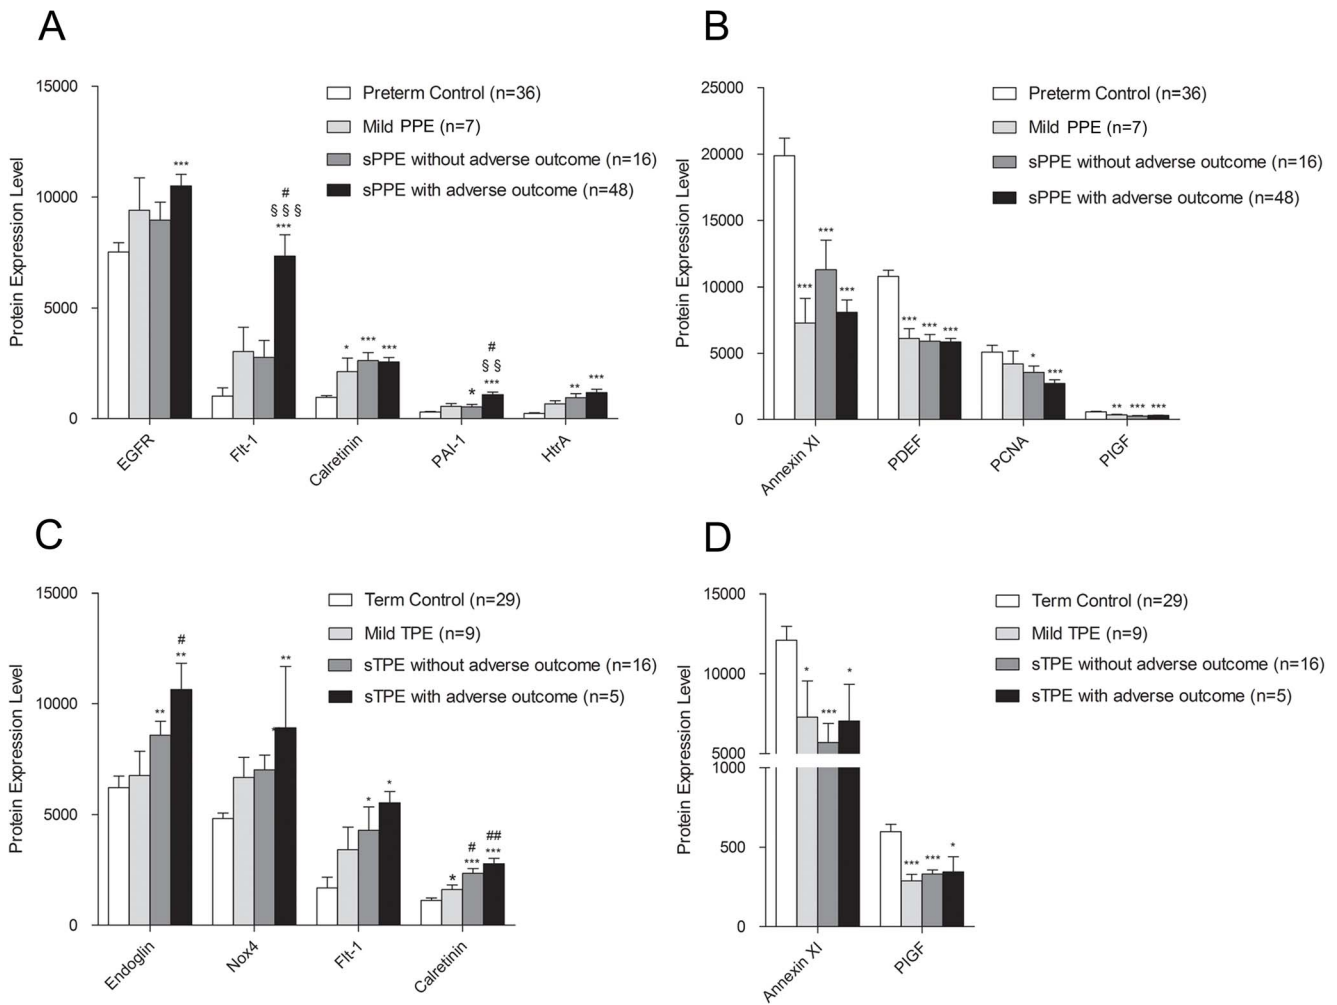 A
Protein Expression Level
15000
10000
5000
0
Preterm Control (n=36)
Mild PPE (n=7)
sPPE without adverse outcome (n=16)
sPPE with adverse outcome (n=48)
***
#
§ § §
***
*
***
***
*
#
§ §
***
**
***
EGFR
Flt-1
Calretinin
PAI-1
HtrA
B
Protein Expression Level
25000
20000
15000
10000
5000
0
Preterm Control (n=36)
Mild PPE (n=7)
sPPE without adverse outcome (n=16)
sPPE with adverse outcome (n=48)
***
***
***
***
***
***
*
***
**
***
***
Annexin XI
PDEF
PCNA
PIGF
C
Protein Expression Level
15000
10000
5000
0
Term Control (n=29)
Mild TPE (n=9)
sTPE without adverse outcome (n=16)
sTPE with adverse outcome (n=5)
**
#
**
*
**
*
*
*
#
***
##
***
Endoglin
Nox4
Flt-1
Calretinin
D
Protein Expression Level
15000
10000
5000
1000
500
0
Term Control (n=29)
Mild TPE (n=9)
sTPE without adverse outcome (n=16)
sTPE with adverse outcome (n=5)
*
***
*
***
***
*
Annexin XI
PIGF